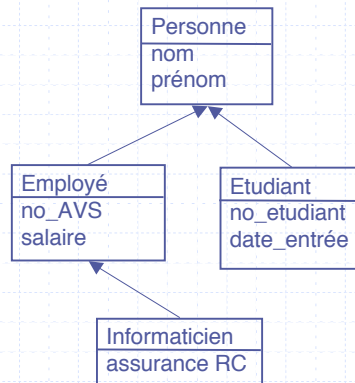 Personne
nom
prénom
Employé
no_AVS
salaire
Etudiant
no_etudiant
date_entrée
Informaticien
assurance RC